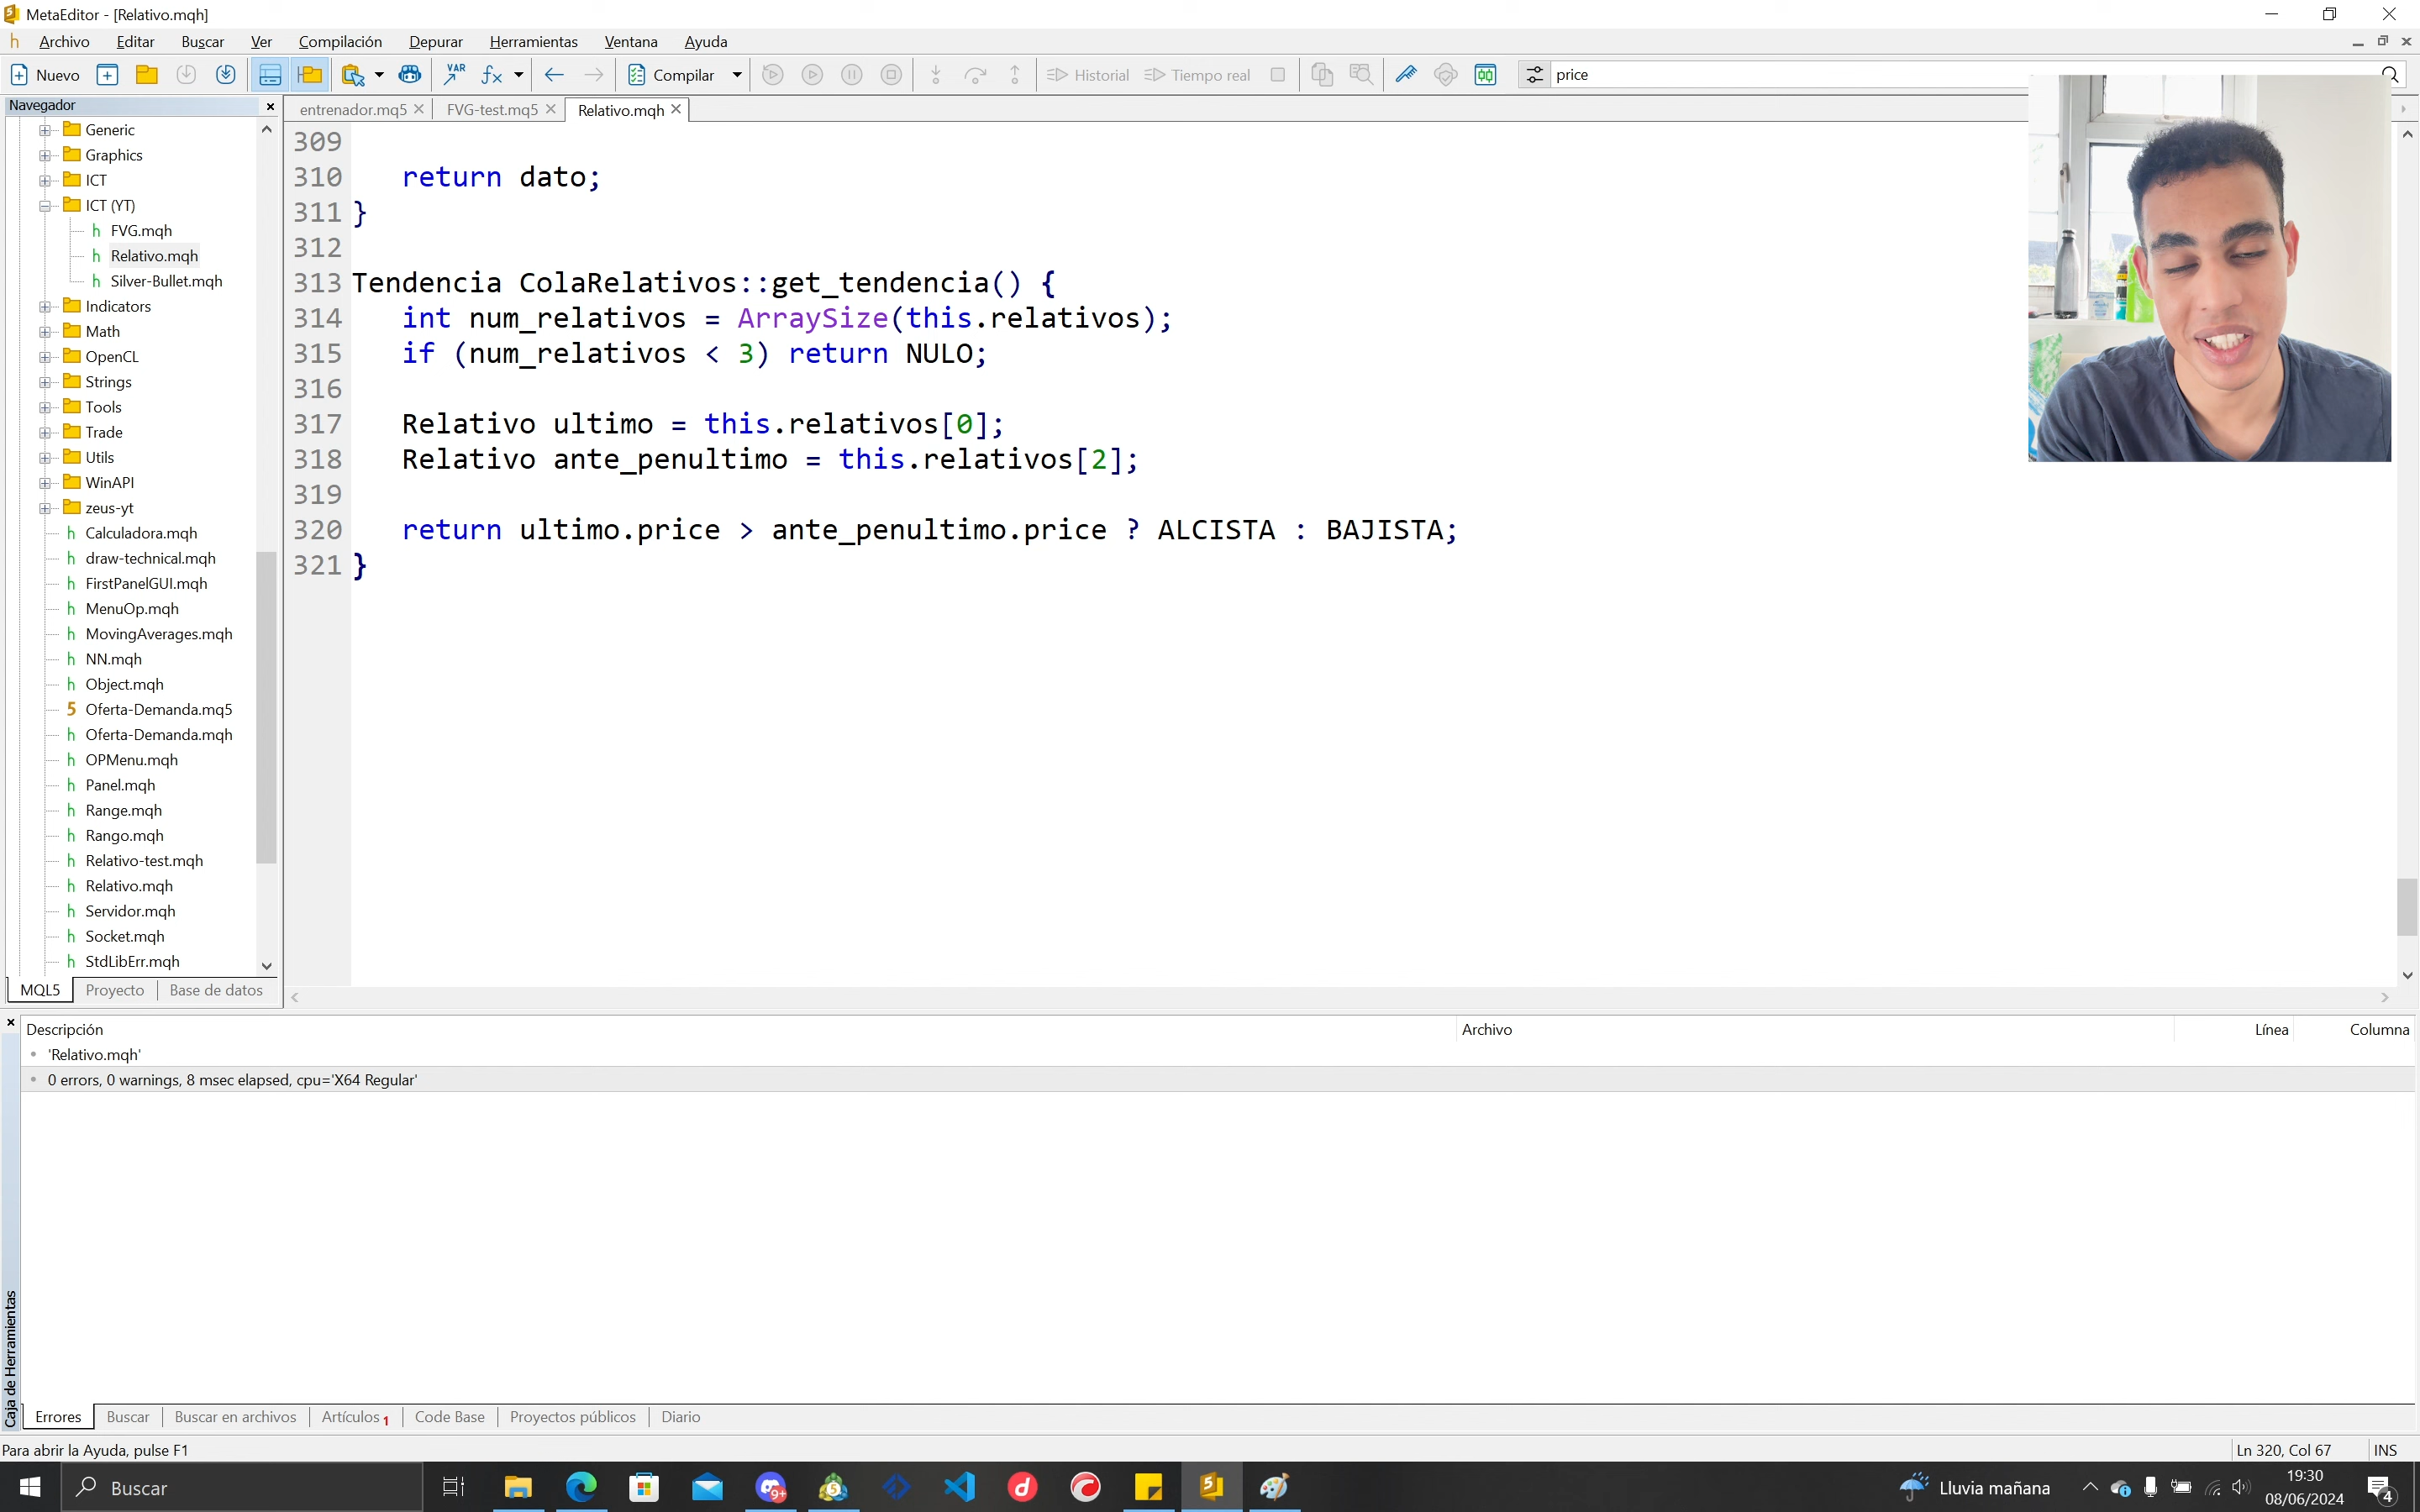 MetaEditor - [Relativo.mqh]
Archivo Editar Buscar Ver Compilación Depurar Herramientas Ventana Ayuda
Nuevo VAR fx Compilar Historial Tiempo real price
Navegador
entrenador.mq5 FVG-test.mq5 Relativo.mqh
Generic
Graphics
ICT
ICT (YT)
FVG.mqh
Relativo.mqh
Silver-Bullet.mqh
Indicators
Math
OpenCL
Strings
Tools
Trade
Utils
WinAPI
zeus-yt
Calculadora.mqh
draw-technical.mqh
FirstPanelGUI.mqh
MenuOp.mqh
MovingAverages.mqh
NN.mqh
Object.mqh
Oferta-Demanda.mq5
Oferta-Demanda.mqh
OPMenu.mqh
Panel.mqh
Range.mqh
Rango.mqh
Relativo-test.mqh
Relativo.mqh
Servidor.mqh
Socket.mqh
StdLibErr.mqh
MQL5 Proyecto Base de datos
309
310 return dato;
311 }
312
313 Tendencia ColaRelativos::get_tendencia() {
314 int num_relativos = ArraySize(this.relativos);
315 if (num_relativos < 3) return NULO;
316
317 Relativo ultimo = this.relativos[0];
318 Relativo ante_penultimo = this.relativos[2];
319
320 return ultimo.price > ante_penultimo.price ? ALCISTA : BAJISTA;
321 }
Descripción Archivo Línea Columna
'Relativo.mqh'
0 errors, 0 warnings, 8 msec elapsed, cpu='X64 Regular'
Caja de Herramientas
Errores Buscar Buscar en archivos Artículos 1 Code Base Proyectos públicos Diario
Para abrir la Ayuda, pulse F1 Ln 320, Col 67 INS
Buscar 9+ Lluvia mañana 19:30
08/06/2024 4